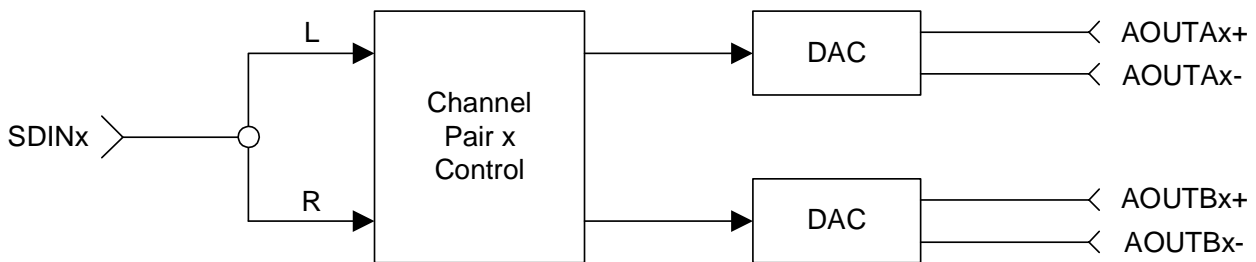 L
SDINx
R
Channel
Pair x
Control
DAC
AOUTAx+
AOUTAx-
DAC
AOUTBx+
AOUTBx-